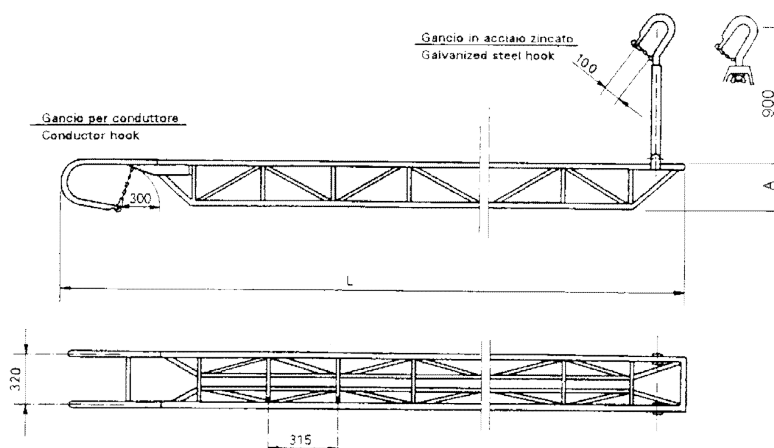 Gancio in acciaio zincato
Galvanized steel hook
100
900
Gancio per conduttore
Conductor hook
300
A
L
320
315